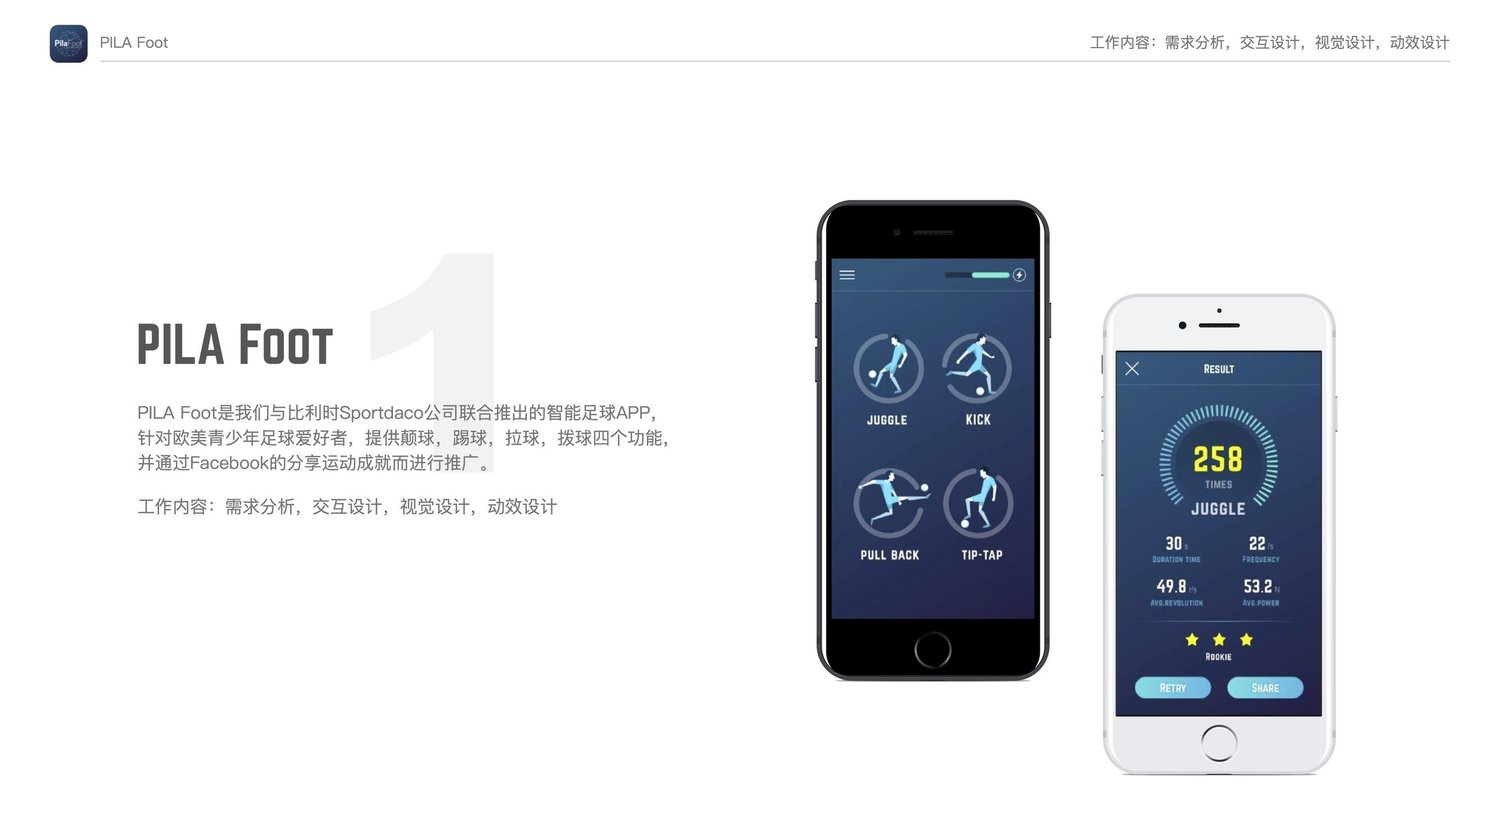 PilaFoot
PILA Foot
工作内容：需求分析，交互设计，视觉设计，动效设计
1
PILA Foot
PILA Foot是我们与比利时Sportdaco公司联合推出的智能足球APP，
针对欧美青少年足球爱好者，提供颠球，踢球，拉球，拨球四个功能，
并通过Facebook的分享运动成就而进行推广。
工作内容：需求分析，交互设计，视觉设计，动效设计
JUGGLE
KICK
PULL BACK
TIP-TAP
RESULT
258
TIMES
JUGGLE
30 s
22 /s
DURATION TIME
FREQUENCY
49.8 r/s
53.2 N
AVG.REVOLUTION
AVG.POWER
ROOKIE
RETRY
SHARE